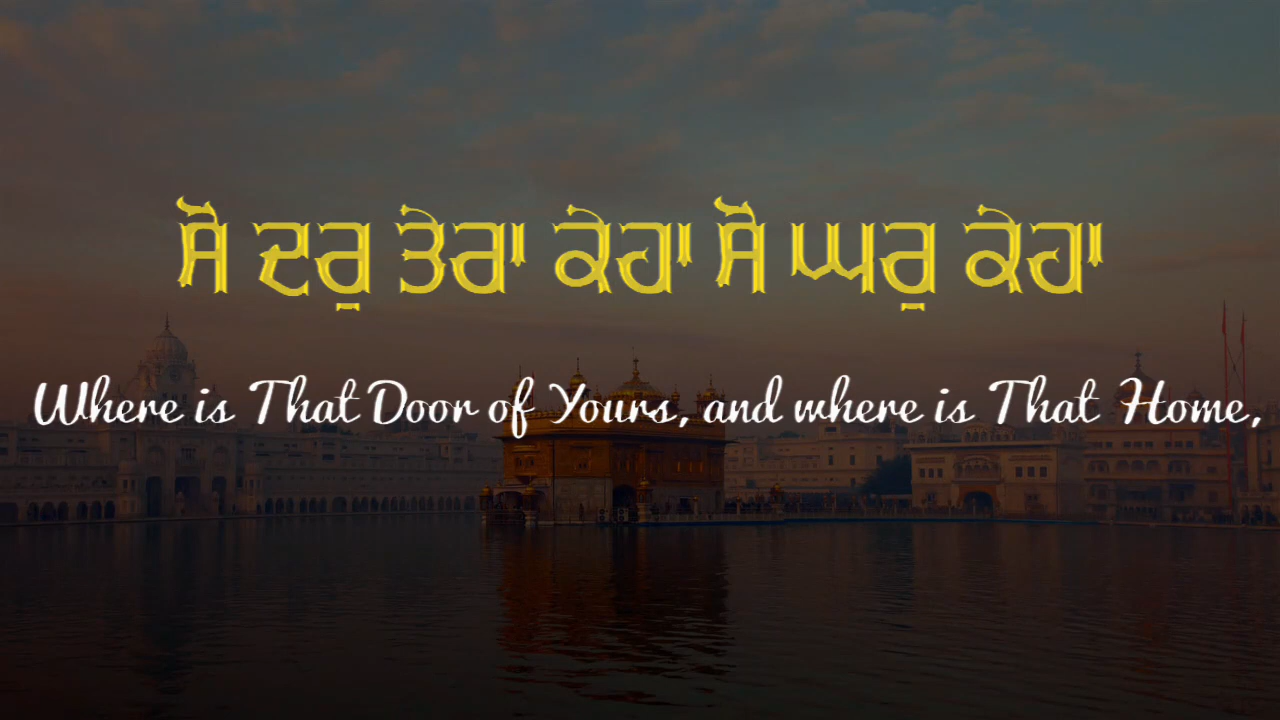 ਸੋ ਦਰੁ ਤੇਰਾ ਕੇਹਾ ਸੋ ਘਰੁ ਕੇਹਾ
Where is That Door of Yours, and where is That Home,